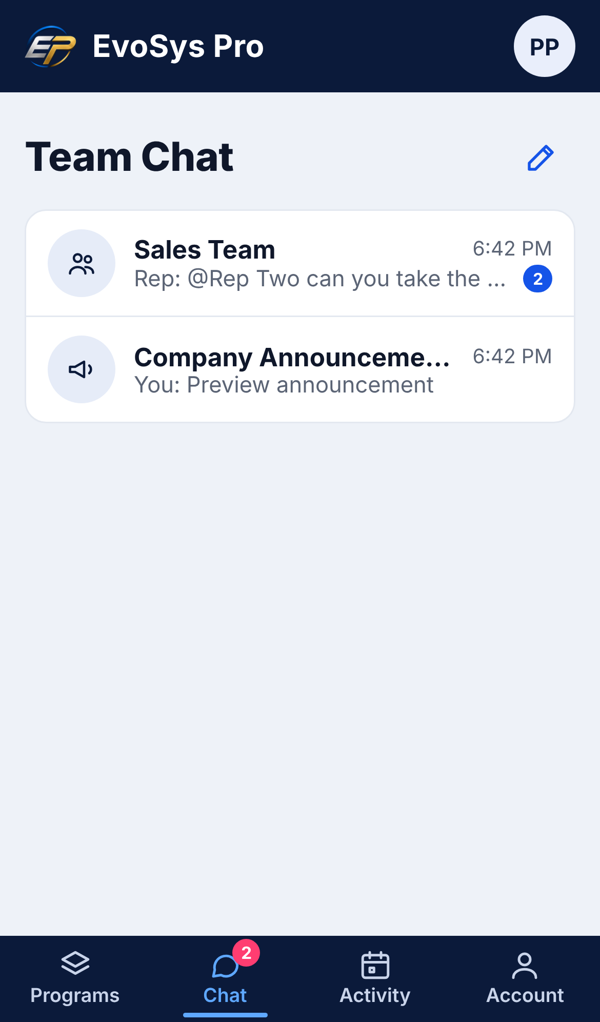 EP EvoSys Pro
PP
Team Chat
Sales Team 6:42 PM
Rep: @Rep Two can you take the ... 2
Company Announceme... 6:42 PM
You: Preview announcement
2
Programs Chat Activity Account